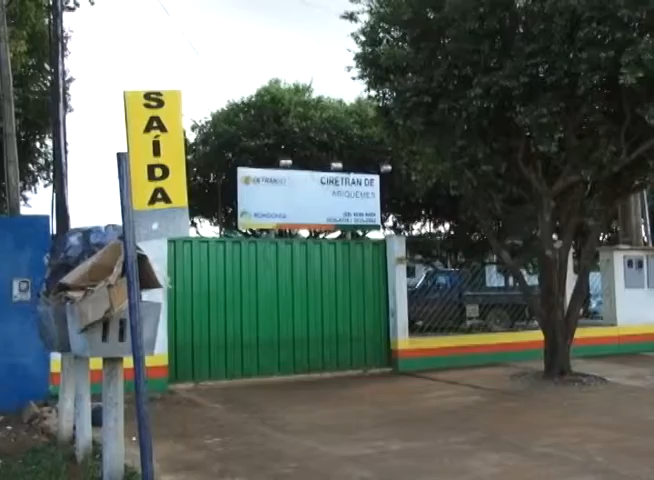 SAÍDA
DETRAN
CIRETRAN DE
ARIQUEMES
RONDÔNIA